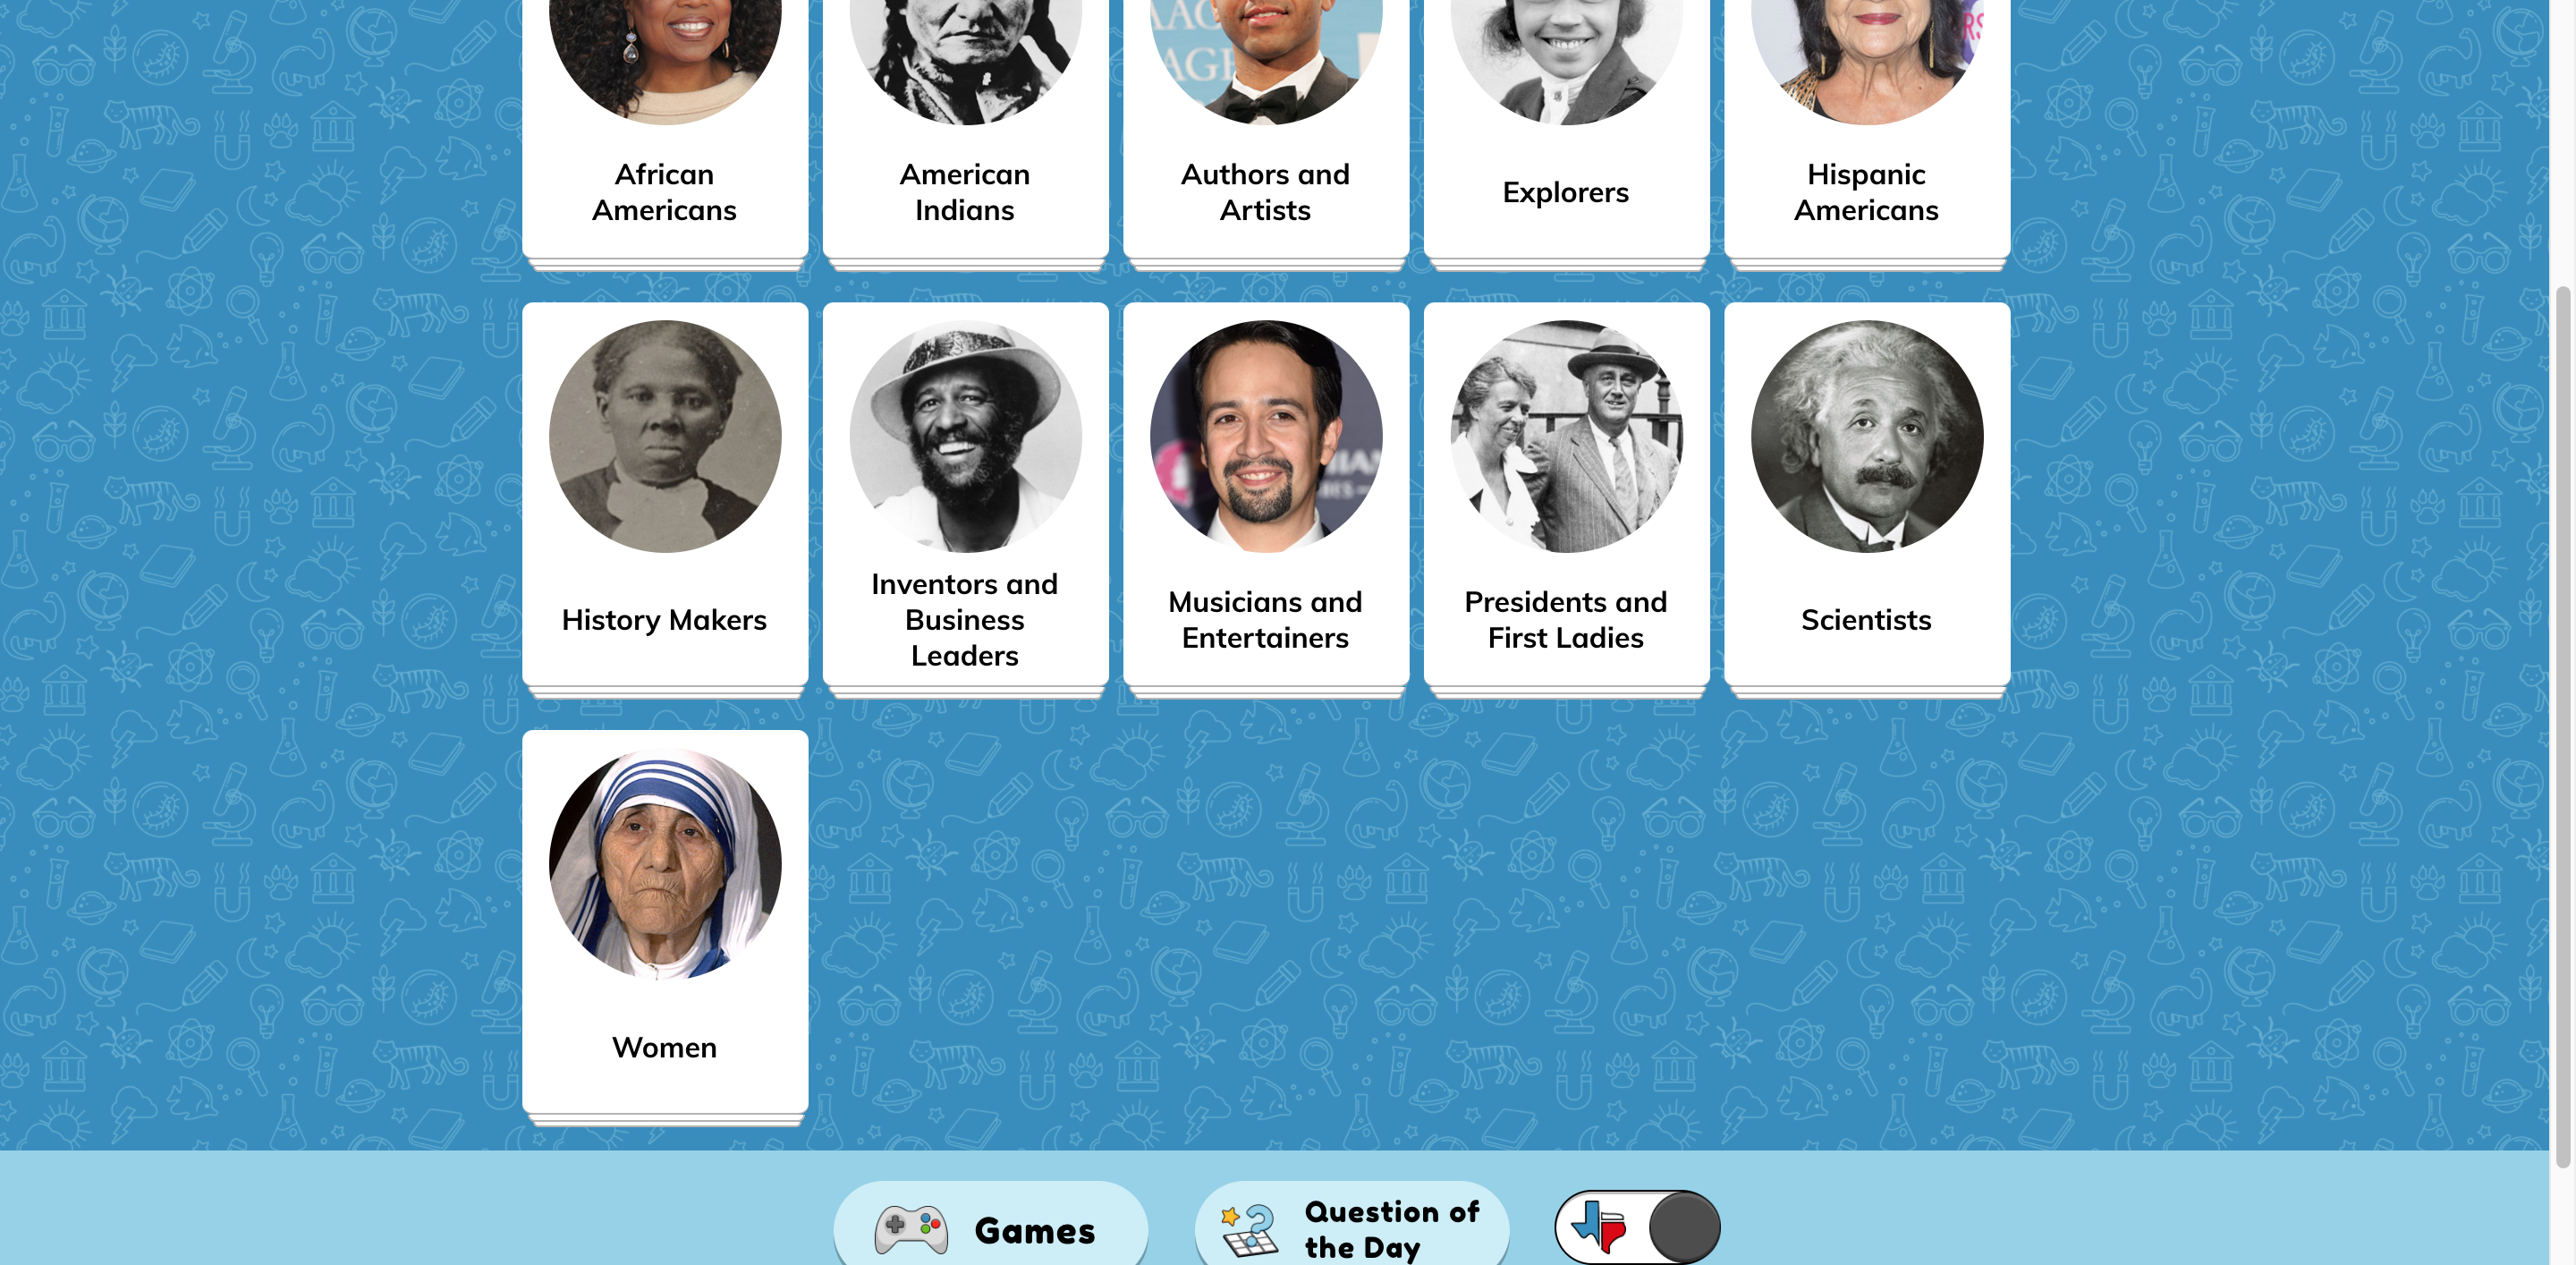 African
Americans
American
Indians
Authors and
Artists
Explorers
Hispanic
Americans
History Makers
Inventors and
Business
Leaders
Musicians and
Entertainers
Presidents and
First Ladies
Scientists
Women
Games
Question of
the Day